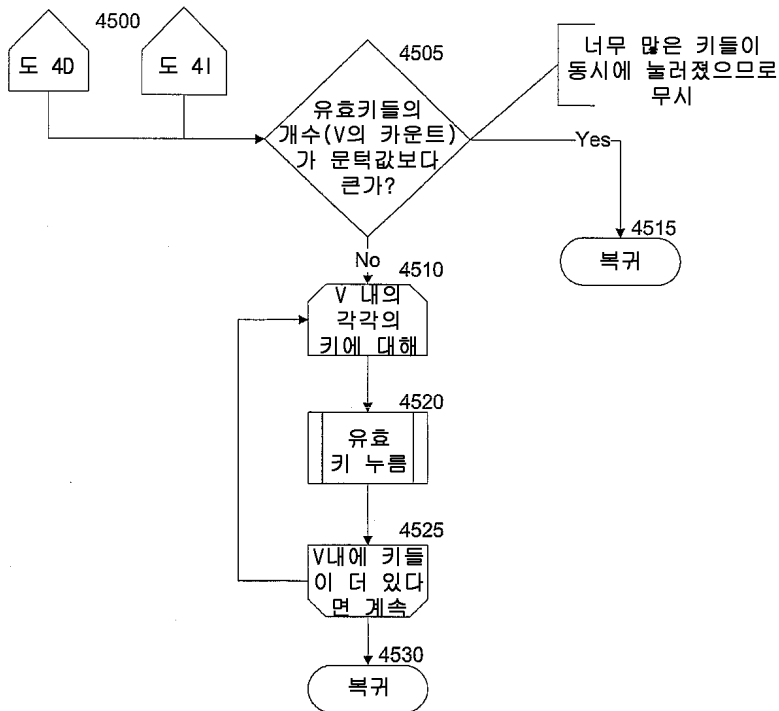 4500
도 4D
도 4I
4505
유효키들의
개수(V의 카운트)
가 문턱값보다
큰가?
너무 많은 키들이
동시에 눌러졌으므로
무시
Yes
4515
복귀
No
4510
V 내의
각각의
키에 대해
4520
유효
키 누름
4525
V내에 키들
이 더 있다
면 계속
4530
복귀